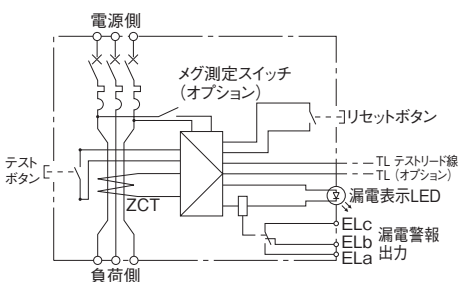 電源側
メグ測定スイッチ
(オプション)
リセットボタン
テスト
ボタン
TL テストリード線
TL (オプション)
ZCT
漏電表示LED
ELc
ELb
ELa
漏電警報
出力
負荷側